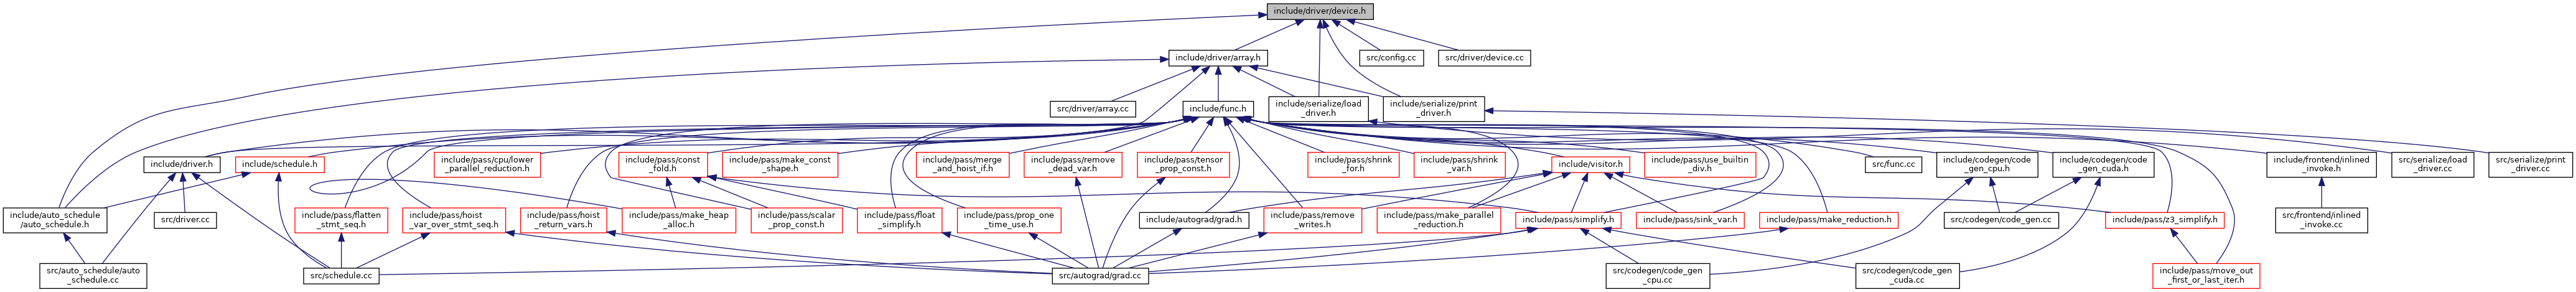 include/driver/device.h
include/driver/array.h
src/config.cc
src/driver/device.cc
src/driver/array.cc
include/func.h
include/serialize/load
_driver.h
include/serialize/print
_driver.h
include/driver.h
include/schedule.h
include/pass/cpu/lower
_parallel_reduction.h
include/pass/const
_fold.h
include/pass/make_const
_shape.h
include/pass/merge
_and_hoist_if.h
include/pass/remove
_dead_var.h
include/pass/tensor
_prop_const.h
include/pass/shrink
_for.h
include/pass/shrink
_var.h
include/visitor.h
include/pass/use_builtin
_div.h
src/func.cc
include/codegen/code
_gen_cpu.h
include/codegen/code
_gen_cuda.h
include/frontend/inlined
_invoke.h
src/serialize/load
_driver.cc
src/serialize/print
_driver.cc
include/auto_schedule
/auto_schedule.h
src/driver.cc
include/pass/flatten
_stmt_seq.h
include/pass/hoist
_var_over_stmt_seq.h
include/pass/hoist
_return_vars.h
include/pass/make_heap
_alloc.h
include/pass/scalar
_prop_const.h
include/pass/float
_simplify.h
include/pass/prop_one
_time_use.h
include/autograd/grad.h
include/pass/remove
_writes.h
include/pass/make_parallel
_reduction.h
include/pass/simplify.h
include/pass/sink_var.h
include/pass/make_reduction.h
src/codegen/code_gen.cc
include/pass/z3_simplify.h
src/frontend/inlined
_invoke.cc
src/auto_schedule/auto
_schedule.cc
src/schedule.cc
src/autograd/grad.cc
src/codegen/code_gen
_cpu.cc
src/codegen/code_gen
_cuda.cc
include/pass/move_out
_first_or_last_iter.h